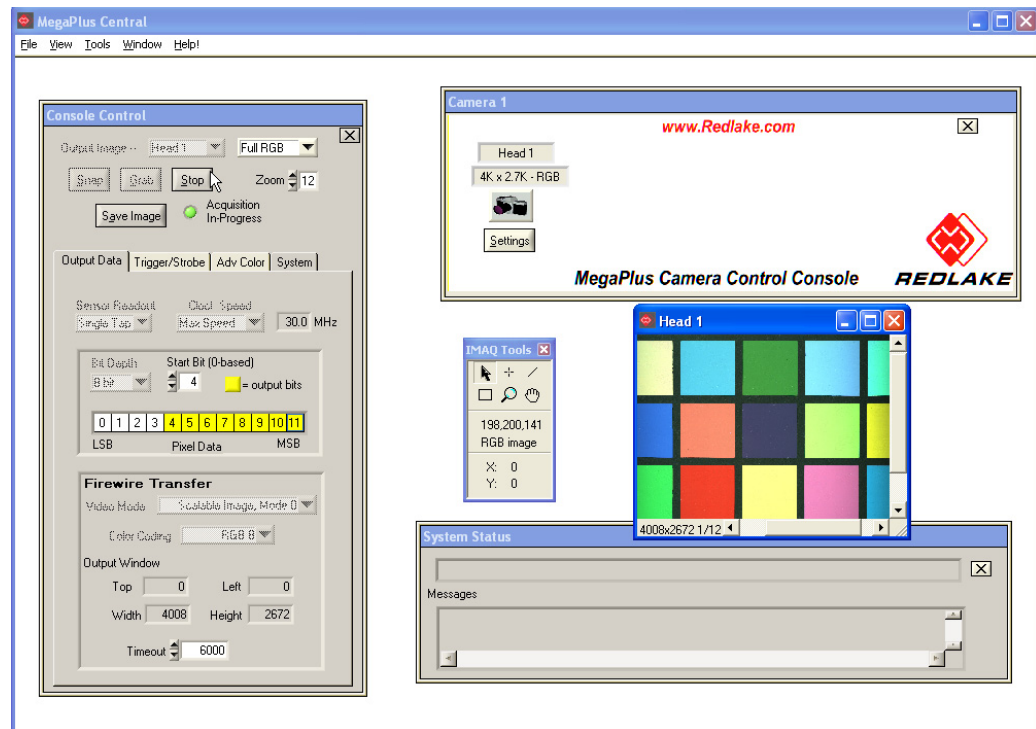 MegaPlus Central
File View Tools Window Help!
Console Control
Output Image -- Head 1 Full RGB
Snap Grab Stop Zoom 12
Save Image Acquisition In-Progress
Output Data Trigger/Strobe Adv Color System
Sensor Readout Clock Speed
Single Tap Max Speed 30.0 MHz
Bit Depth Start Bit (0-based)
8 bit 4 = output bits
0 1 2 3 4 5 6 7 8 9 10 11
LSB Pixel Data MSB
Firewire Transfer
Video Mode Scalable Image, Mode 0
Color Coding RGB 8
Output Window
Top 0 Left 0
Width 4008 Height 2672
Timeout 6000
Camera 1
www.Redlake.com
Head 1
4K x 2.7K - RGB
Settings
MegaPlus Camera Control Console
REDLAKE
IMAQ Tools
198,200,141
RGB image
X: 0
Y: 0
Head 1
4008x2672 1/12
System Status
Messages